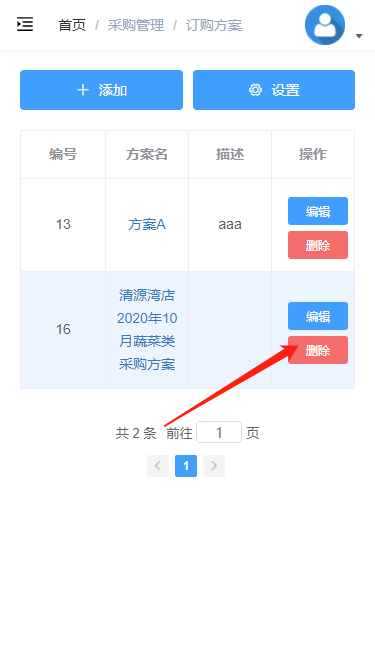 首页 / 采购管理 / 订购方案
添加 设置
编号 方案名 描述 操作
13 方案A aaa 编辑
删除
16 清源湾店
2020年10
月蔬菜类
采购方案
编辑
删除
共 2 条 前往 1 页
1